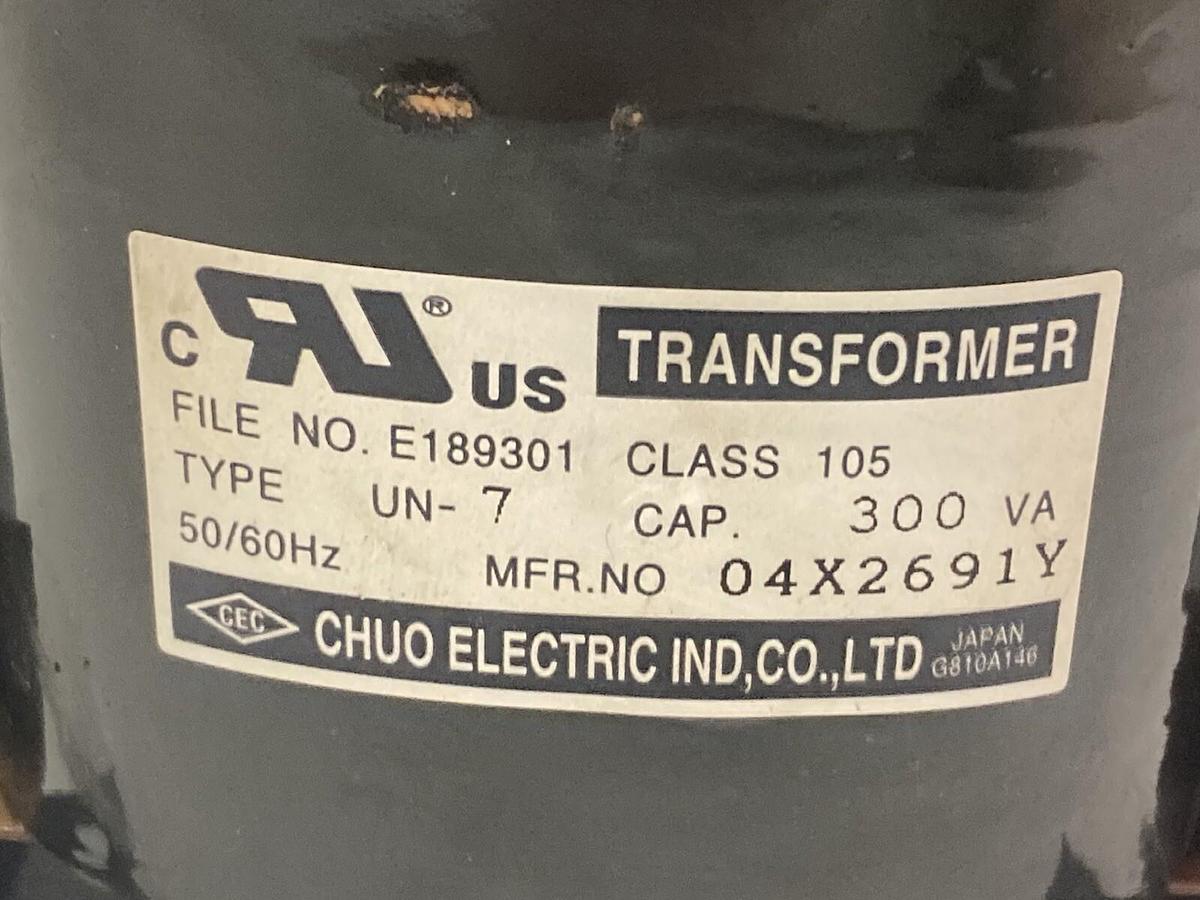 C RU® US TRANSFORMER
FILE NO. E189301 CLASS 105
TYPE UN- 7 CAP. 300 VA
50/60Hz MFR.NO 04X2691Y
CEC CHUO ELECTRIC IND,CO.,LTD JAPAN
G810A146